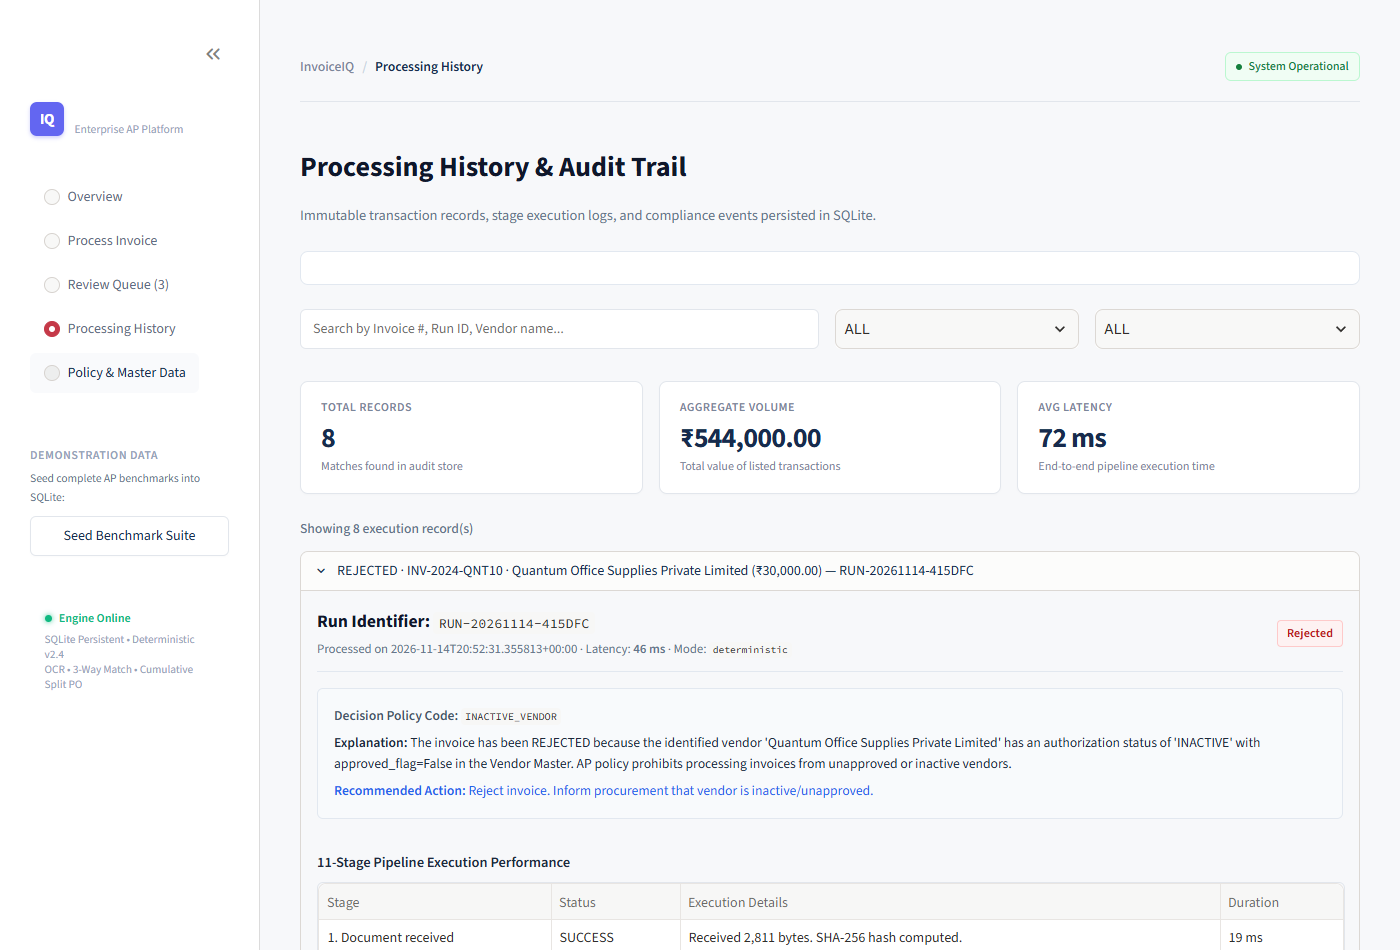 IQ
Enterprise AP Platform
Overview
Process Invoice
Review Queue (3)
Processing History
Policy & Master Data
DEMONSTRATION DATA
Seed complete AP benchmarks into
SQLite:
Seed Benchmark Suite
Engine Online
SQLite Persistent • Deterministic
v2.4
OCR • 3-Way Match • Cumulative
Split PO
InvoiceIQ / Processing History
System Operational
Processing History & Audit Trail
Immutable transaction records, stage execution logs, and compliance events persisted in SQLite.
Search by Invoice #, Run ID, Vendor name...
ALL
ALL
TOTAL RECORDS
8
Matches found in audit store
AGGREGATE VOLUME
₹544,000.00
Total value of listed transactions
AVG LATENCY
72 ms
End-to-end pipeline execution time
Showing 8 execution record(s)
REJECTED · INV-2024-QNT10 · Quantum Office Supplies Private Limited (₹30,000.00) — RUN-20261114-415DFC
Run Identifier: RUN-20261114-415DFC
Processed on 2026-11-14T20:52:31.355813+00:00 · Latency: 46 ms · Mode: deterministic
Rejected
Decision Policy Code: INACTIVE_VENDOR
Explanation: The invoice has been REJECTED because the identified vendor 'Quantum Office Supplies Private Limited' has an authorization status of 'INACTIVE' with
approved_flag=False in the Vendor Master. AP policy prohibits processing invoices from unapproved or inactive vendors.
Recommended Action: Reject invoice. Inform procurement that vendor is inactive/unapproved.
11-Stage Pipeline Execution Performance
Stage Status Execution Details Duration
1. Document received SUCCESS Received 2,811 bytes. SHA-256 hash computed. 19 ms